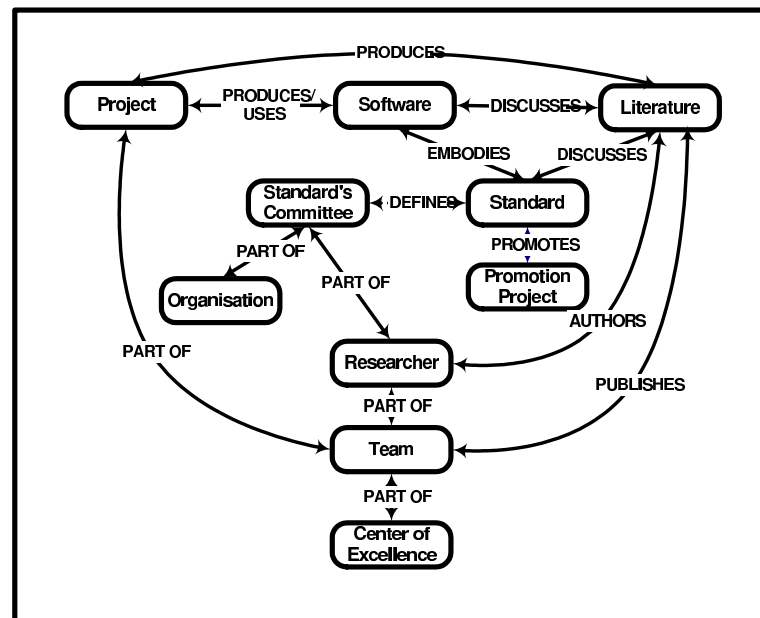 PRODUCES
Project
PRODUCES/
USES
Software
DISCUSSES
Literature
EMBODIES
DISCUSSES
Standard's
Committee
DEFINES
Standard
PART OF
PROMOTES
Organisation
PART OF
Promotion
Project
AUTHORS
PART OF
Researcher
PUBLISHES
PART OF
Team
PART OF
Center of
Excellence